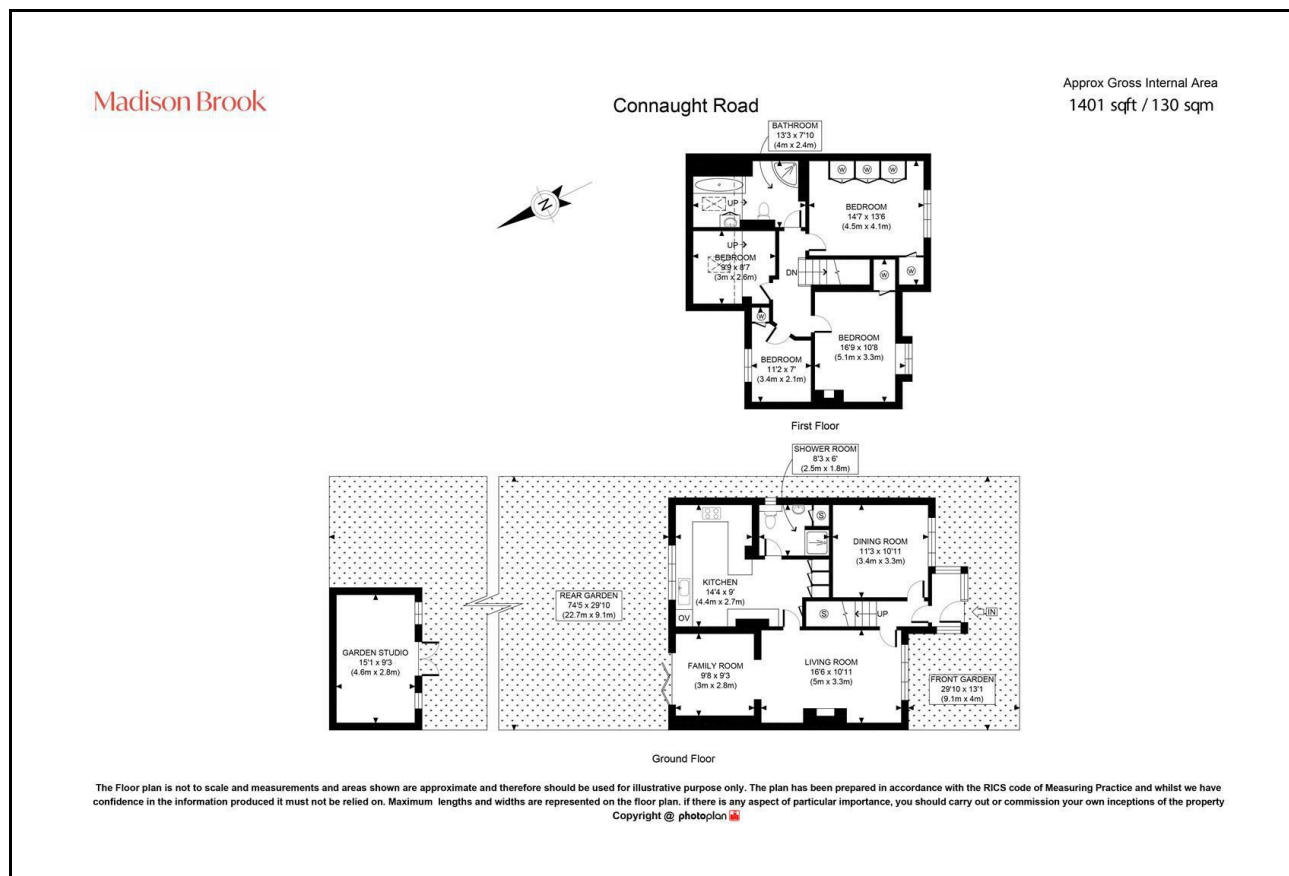 Madison Brook
Connaught Road
Approx Gross Internal Area
1401 sqft / 130 sqm
BATHROOM
13'3 x 7'10
(4m x 2.4m)
W W W
UP
BEDROOM
14'7 x 13'6
(4.5m x 4.1m)
N
UP
BEDROOM
9'9 x 8'7
(3m x 2.6m)
DN
W
W
W
BEDROOM
16'9 x 10'8
(5.1m x 3.3m)
BEDROOM
11'2 x 7'
(3.4m x 2.1m)
First Floor
SHOWER ROOM
8'3 x 6'
(2.5m x 1.8m)
S
DINING ROOM
11'3 x 10'11
(3.4m x 3.3m)
KITCHEN
14'4 x 9'
(4.4m x 2.7m)
REAR GARDEN
74'5 x 29'10
(22.7m x 9.1m)
OV
S
UP
IN
GARDEN STUDIO
15'1 x 9'3
(4.6m x 2.8m)
FAMILY ROOM
9'8 x 9'3
(3m x 2.8m)
LIVING ROOM
16'6 x 10'11
(5m x 3.3m)
FRONT GARDEN
29'10 x 13'1
(9.1m x 4m)
Ground Floor
The Floor plan is not to scale and measurements and areas shown are approximate and therefore should be used for illustrative purpose only. The plan has been prepared in accordance with the RICS code of Measuring Practice and whilst we have
confidence in the information produced it must not be relied on. Maximum lengths and widths are represented on the floor plan. if there is any aspect of particular importance, you should carry out or commission your own inceptions of the property
Copyright @ photoplan